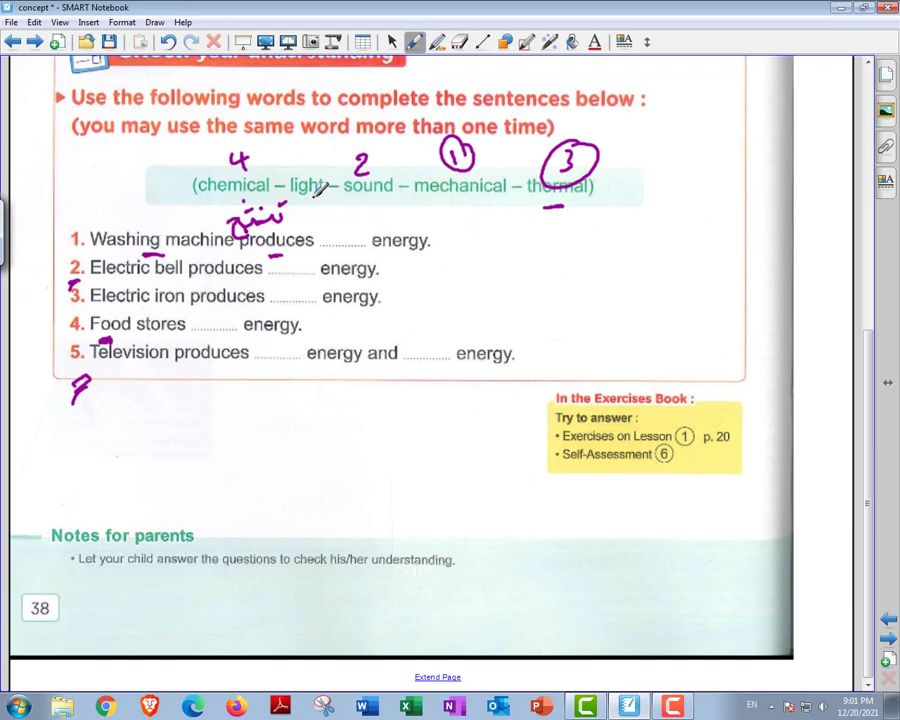 concept * - SMART Notebook
File Edit View Insert Format Draw Help
Use the following words to complete the sentences below :
(you may use the same word more than one time)
4 2 11 3
(chemical – light – sound – mechanical – thermal)
1. Washing machine produces ............ energy.
2. Electric bell produces ............ energy.
3. Electric iron produces ............ energy.
4. Food stores ............ energy.
5. Television produces ............ energy and ............ energy.
In the Exercises Book :
Try to answer :
• Exercises on Lesson 1 p. 20
• Self-Assessment 6
Notes for parents
• Let your child answer the questions to check his/her understanding.
38
Extend Page
EN 9:01 PM
12/20/2021